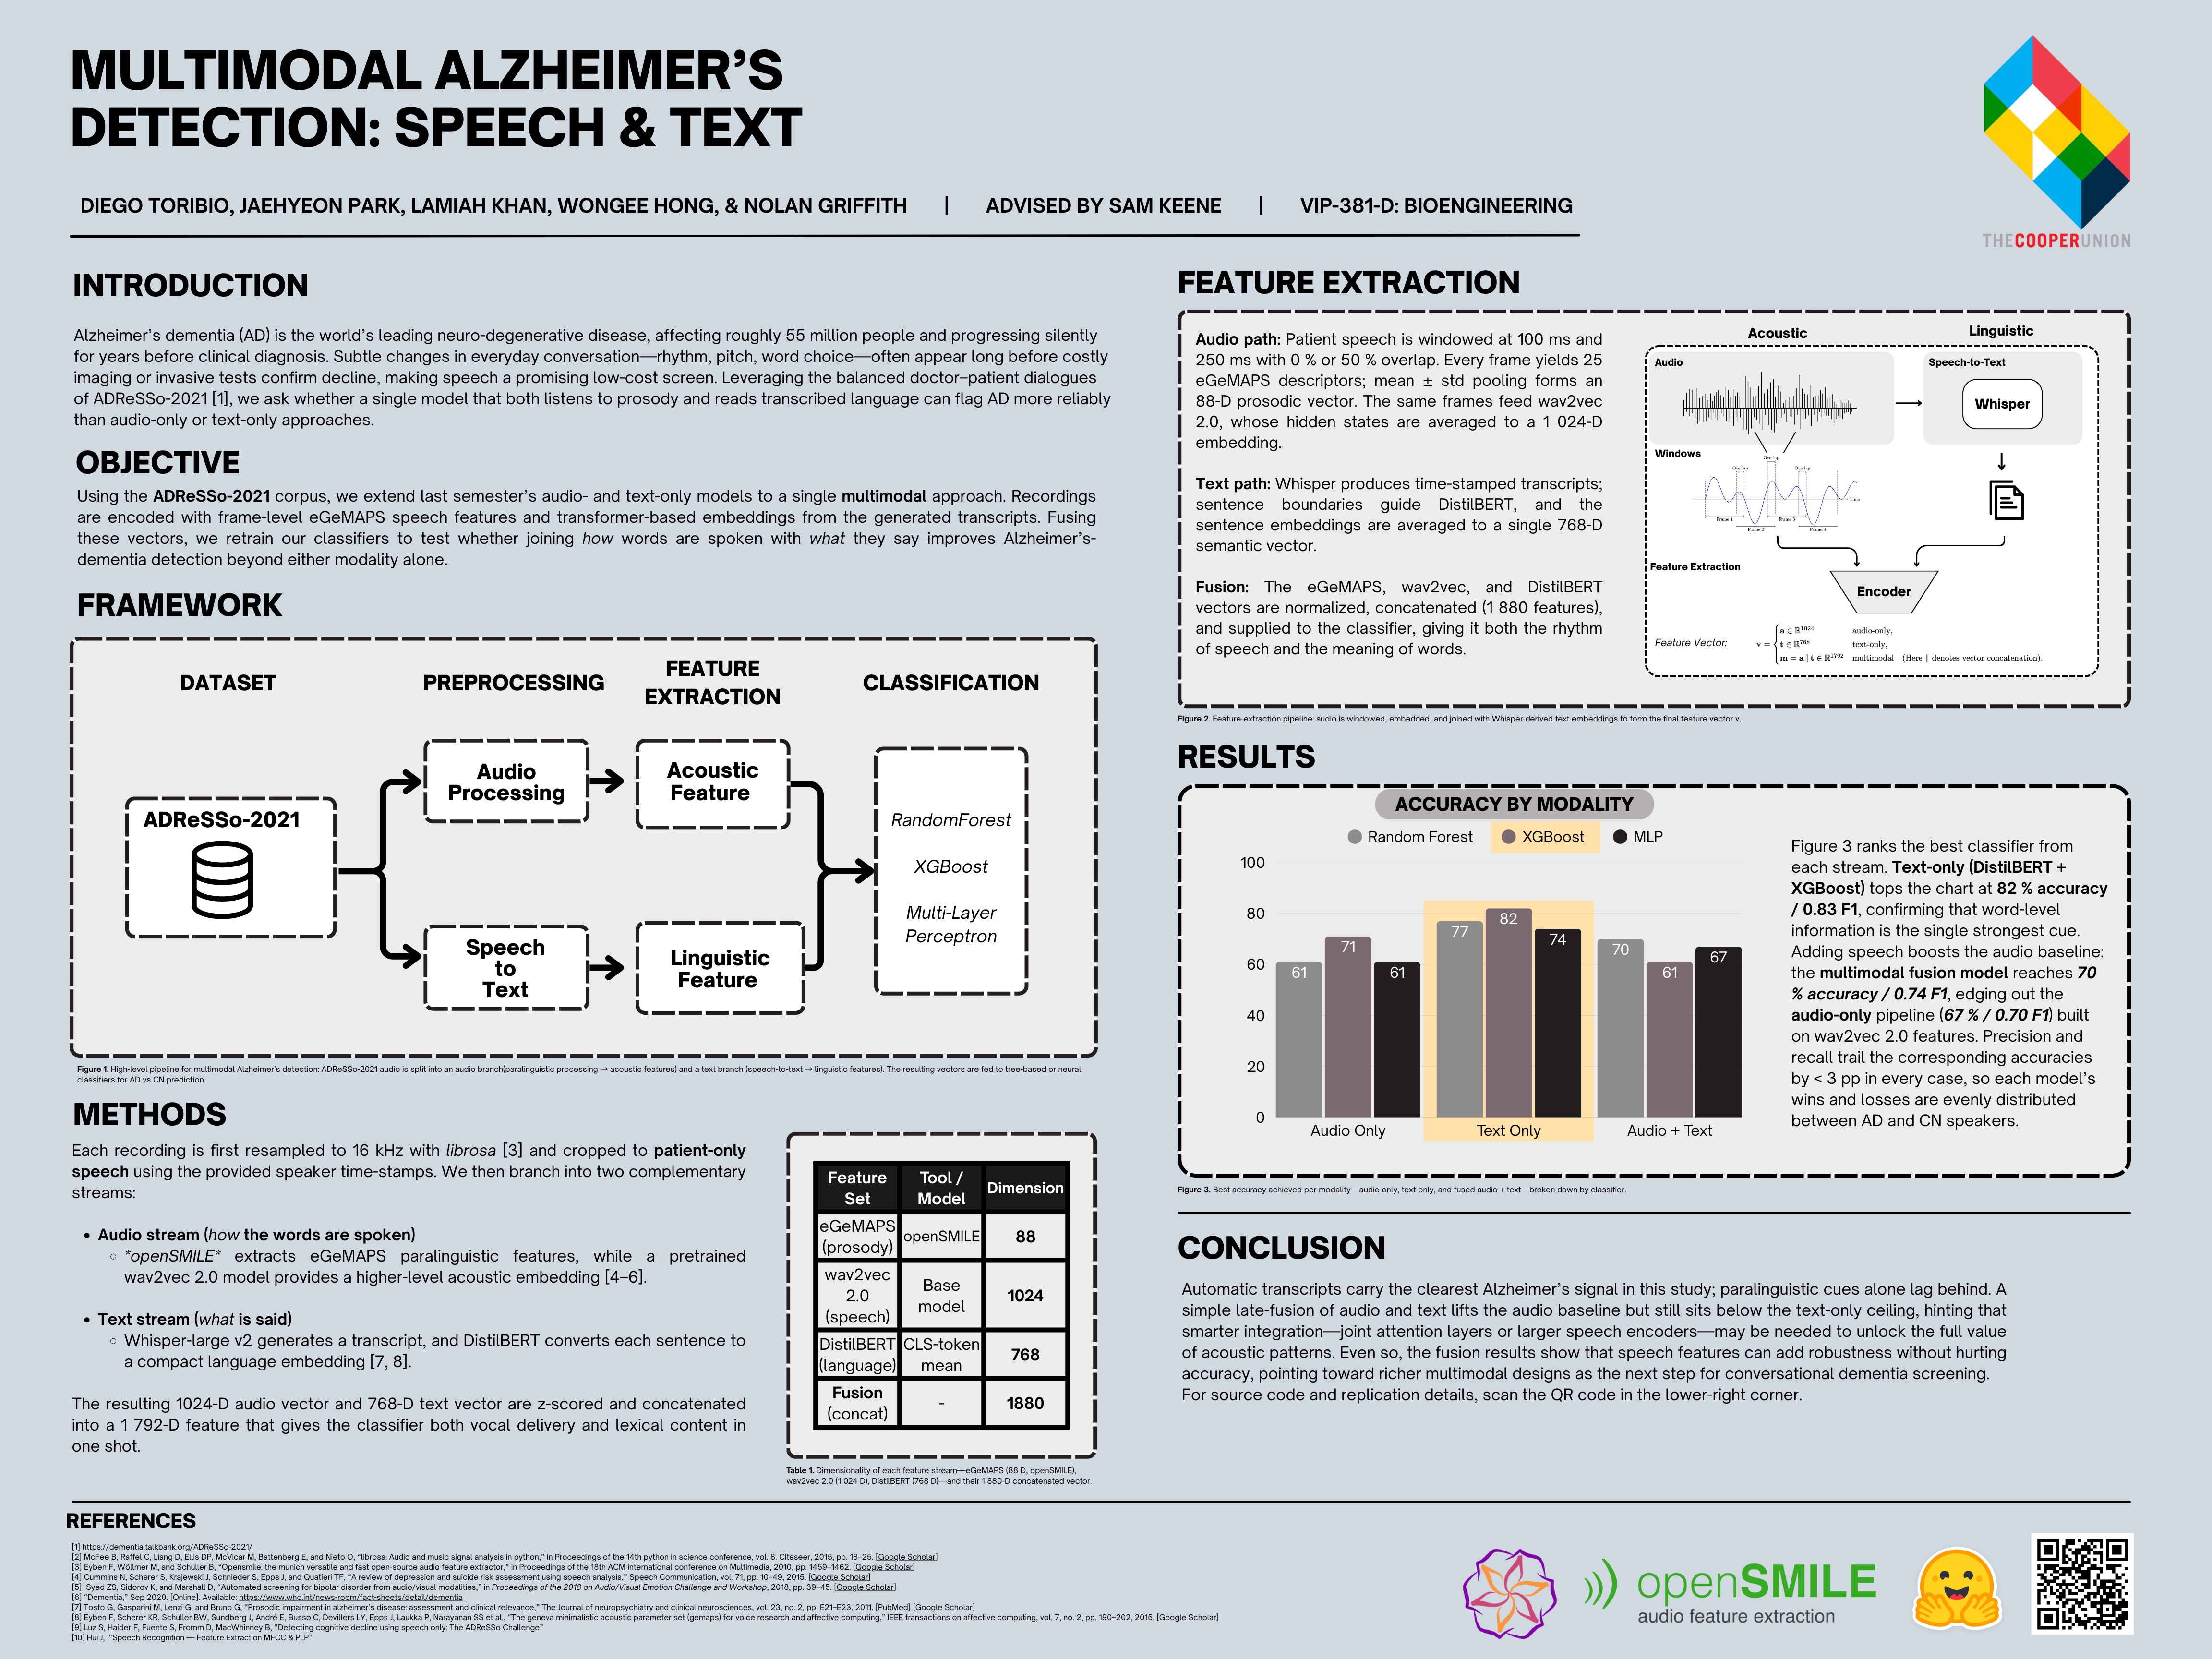 MULTIMODAL ALZHEIMER’S
DETECTION: SPEECH & TEXT
DIEGO TORIBIO, JAEHYEON PARK, LAMIAH KHAN, WONGEE HONG, & NOLAN GRIFFITH | ADVISED BY SAM KEENE | VIP-381-D: BIOENGINEERING
THECOOPERUNION
INTRODUCTION
Alzheimer’s dementia (AD) is the world’s leading neuro-degenerative disease, affecting roughly 55 million people and progressing silently
for years before clinical diagnosis. Subtle changes in everyday conversation—rhythm, pitch, word choice—often appear long before costly
imaging or invasive tests confirm decline, making speech a promising low-cost screen. Leveraging the balanced doctor–patient dialogues
of ADReSSo-2021 [1], we ask whether a single model that both listens to prosody and reads transcribed language can flag AD more reliably
than audio-only or text-only approaches.
OBJECTIVE
Using the ADReSSo-2021 corpus, we extend last semester’s audio- and text-only models to a single multimodal approach. Recordings
are encoded with frame-level eGeMAPS speech features and transformer-based embeddings from the generated transcripts. Fusing
these vectors, we retrain our classifiers to test whether joining how words are spoken with what they say improves Alzheimer’s-
dementia detection beyond either modality alone.
FRAMEWORK
DATASET
PREPROCESSING
FEATURE
EXTRACTION
CLASSIFICATION
ADReSSo-2021
Audio
Processing
Acoustic
Feature
Speech
to
Text
Linguistic
Feature
RandomForest
XGBoost
Multi-Layer
Perceptron
Figure 1. High-level pipeline for multimodal Alzheimer’s detection: ADReSSo-2021 audio is split into an audio branch(paralinguistic processing → acoustic features) and a text branch (speech-to-text → linguistic features). The resulting vectors are fed to tree-based or neural
classifiers for AD vs CN prediction.
METHODS
Each recording is first resampled to 16 kHz with librosa [3] and cropped to patient-only
speech using the provided speaker time-stamps. We then branch into two complementary
streams:
• Audio stream (how the words are spoken)
◦ *openSMILE* extracts eGeMAPS paralinguistic features, while a pretrained
wav2vec 2.0 model provides a higher-level acoustic embedding [4–6].
• Text stream (what is said)
◦ Whisper-large v2 generates a transcript, and DistilBERT converts each sentence to
a compact language embedding [7, 8].
The resulting 1024-D audio vector and 768-D text vector are z-scored and concatenated
into a 1 792-D feature that gives the classifier both vocal delivery and lexical content in
one shot.
Feature Set | Tool / Model | Dimension
eGeMAPS (prosody) | openSMILE | 88
wav2vec 2.0 (speech) | Base model | 1024
DistilBERT (language) | CLS-token mean | 768
Fusion (concat) | - | 1880
Table 1. Dimensionality of each feature stream—eGeMAPS (88 D, openSMILE),
wav2vec 2.0 (1 024 D), DistilBERT (768 D)—and their 1 880-D concatenated vector.
FEATURE EXTRACTION
Audio path: Patient speech is windowed at 100 ms and
250 ms with 0 % or 50 % overlap. Every frame yields 25
eGeMAPS descriptors; mean ± std pooling forms an
88-D prosodic vector. The same frames feed wav2vec
2.0, whose hidden states are averaged to a 1 024-D
embedding.
Text path: Whisper produces time-stamped transcripts;
sentence boundaries guide DistilBERT, and the
sentence embeddings are averaged to a single 768-D
semantic vector.
Fusion: The eGeMAPS, wav2vec, and DistilBERT
vectors are normalized, concatenated (1 880 features),
and supplied to the classifier, giving it both the rhythm
of speech and the meaning of words.
Acoustic
Linguistic
Audio
Speech-to-Text
Whisper
Windows
Overlap
Overlap
Overlap
Time
Frame 1
Frame 2
Frame 3
Frame 4
Feature Extraction
Encoder
Feature Vector:
v = { a ∈ ℝ^1024 audio-only,
t ∈ ℝ^768 text-only,
m = a ∥ t ∈ ℝ^1792 multimodal (Here ∥ denotes vector concatenation).
Figure 2. Feature-extraction pipeline: audio is windowed, embedded, and joined with Whisper-derived text embeddings to form the final feature vector v.
RESULTS
ACCURACY BY MODALITY
Random Forest XGBoost MLP
100
80
60
40
20
0
61 71 61
77 82 74
70 61 67
Audio Only Text Only Audio + Text
Figure 3 ranks the best classifier from
each stream. Text-only (DistilBERT +
XGBoost) tops the chart at 82 % accuracy
/ 0.83 F1, confirming that word-level
information is the single strongest cue.
Adding speech boosts the audio baseline:
the multimodal fusion model reaches 70
% accuracy / 0.74 F1, edging out the
audio-only pipeline (67 % / 0.70 F1) built
on wav2vec 2.0 features. Precision and
recall trail the corresponding accuracies
by < 3 pp in every case, so each model’s
wins and losses are evenly distributed
between AD and CN speakers.
Figure 3. Best accuracy achieved per modality—audio only, text only, and fused audio + text—broken down by classifier.
CONCLUSION
Automatic transcripts carry the clearest Alzheimer’s signal in this study; paralinguistic cues alone lag behind. A
simple late-fusion of audio and text lifts the audio baseline but still sits below the text-only ceiling, hinting that
smarter integration—joint attention layers or larger speech encoders—may be needed to unlock the full value
of acoustic patterns. Even so, the fusion results show that speech features can add robustness without hurting
accuracy, pointing toward richer multimodal designs as the next step for conversational dementia screening.
For source code and replication details, scan the QR code in the lower-right corner.
REFERENCES
[1] https://dementia.talkbank.org/ADReSSo-2021/
[2] McFee B, Raffel C, Liang D, Ellis DP, McVicar M, Battenberg E, and Nieto O, “librosa: Audio and music signal analysis in python,” in Proceedings of the 14th python in science conference, vol. 8. Citeseer, 2015, pp. 18–25. [Google Scholar]
[3] Eyben F, Wöllmer M, and Schuller B, “Opensmile: the munich versatile and fast open-source audio feature extractor,” in Proceedings of the 18th ACM international conference on Multimedia, 2010, pp. 1459–1462. [Google Scholar]
[4] Cummins N, Scherer S, Krajewski J, Schnieder S, Epps J, and Quatieri TF, “A review of depression and suicide risk assessment using speech analysis,” Speech Communication, vol. 71, pp. 10–49, 2015. [Google Scholar]
[5] Syed ZS, Sidorov K, and Marshall D, “Automated screening for bipolar disorder from audio/visual modalities,” in Proceedings of the 2018 on Audio/Visual Emotion Challenge and Workshop, 2018, pp. 39–45. [Google Scholar]
[6] “Dementia,” Sep 2020. [Online]. Available: https://www.who.int/news-room/fact-sheets/detail/dementia
[7] Tosto G, Gasparini M, Lenzi G, and Bruno G, “Prosodic impairment in alzheimer’s disease: assessment and clinical relevance,” The Journal of neuropsychiatry and clinical neurosciences, vol. 23, no. 2, pp. E21–E23, 2011. [PubMed] [Google Scholar]
[8] Eyben F, Scherer KR, Schuller BW, Sundberg J, André E, Busso C, Devillers LY, Epps J, Laukka P, Narayanan SS et al., “The geneva minimalistic acoustic parameter set (gemaps) for voice research and affective computing,” IEEE transactions on affective computing, vol. 7, no. 2, pp. 190–202, 2015. [Google Scholar]
[9] Luz S, Haider F, Fuente S, Fromm D, MacWhinney B, “Detecting cognitive decline using speech only: The ADReSSo Challenge”
[10] Hui J, “Speech Recognition — Feature Extraction MFCC & PLP”
openSMILE
audio feature extraction